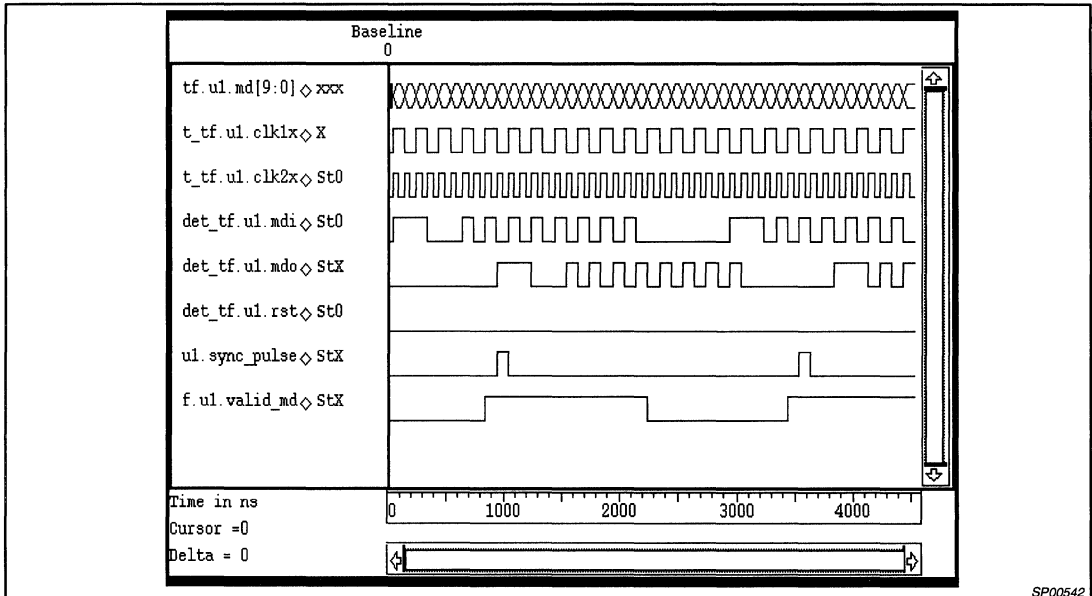 Baseline
0
tf.u1.md[9:0]◇ xxx
t_tf.u1.clk1x◇ X
t_tf.u1.clk2x◇ St0
det_tf.u1.mdi◇ St0
det_tf.u1.mdo◇ StX
det_tf.u1.rst◇ St0
u1.sync_pulse◇ StX
f.u1.valid_md◇ StX
Time in ns
0 1000 2000 3000 4000
Cursor =0
Delta = 0
SP00542